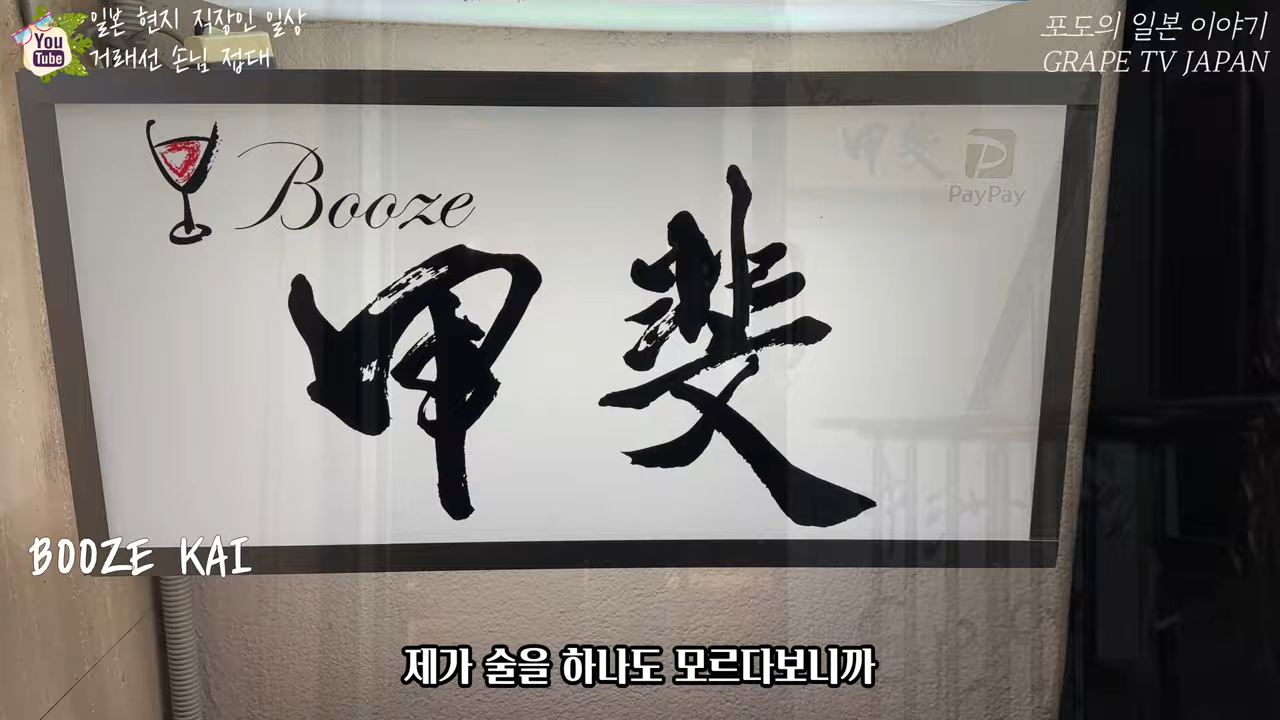 일본 현지 직장인 일상
거래선 손님 접대
You
Tube
포도의 일본 이야기
GRAPE TV JAPAN
Booze
甲斐
PayPay
BOOZE KAI
제가 술을 하나도 모르다보니까